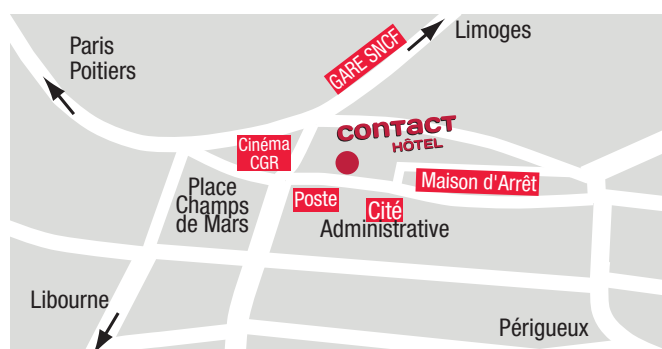 Paris
Poitiers
Limoges
GARE SNCF
contact
HÔTEL
Cinéma
CGR
Maison d'Arrêt
Place
Champs
de Mars
Poste
Cité
Administrative
Libourne
Périgueux